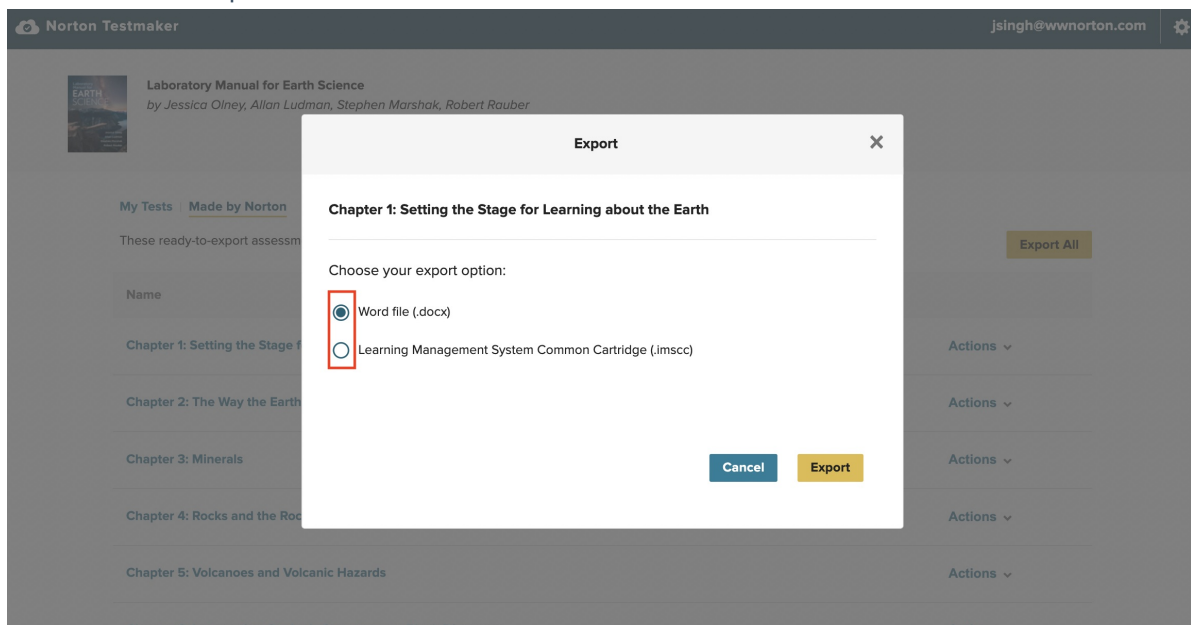 Norton Testmaker
jsingh@wwnorton.com
EARTH
Laboratory Manual for Earth Science
by Jessica Olney, Allan Ludman, Stephen Marshak, Robert Rauber
Export
My Tests Made by Norton
Chapter 1: Setting the Stage for Learning about the Earth
These ready-to-export assessm
Export All
Choose your export option:
Name
Word file (.docx)
Chapter 1: Setting the Stage f
Learning Management System Common Cartridge (.imscc)
Actions
Chapter 2: The Way the Earth
Actions
Chapter 3: Minerals
Actions
Cancel
Export
Chapter 4: Rocks and the Roc
Actions
Chapter 5: Volcanoes and Volcanic Hazards
Actions